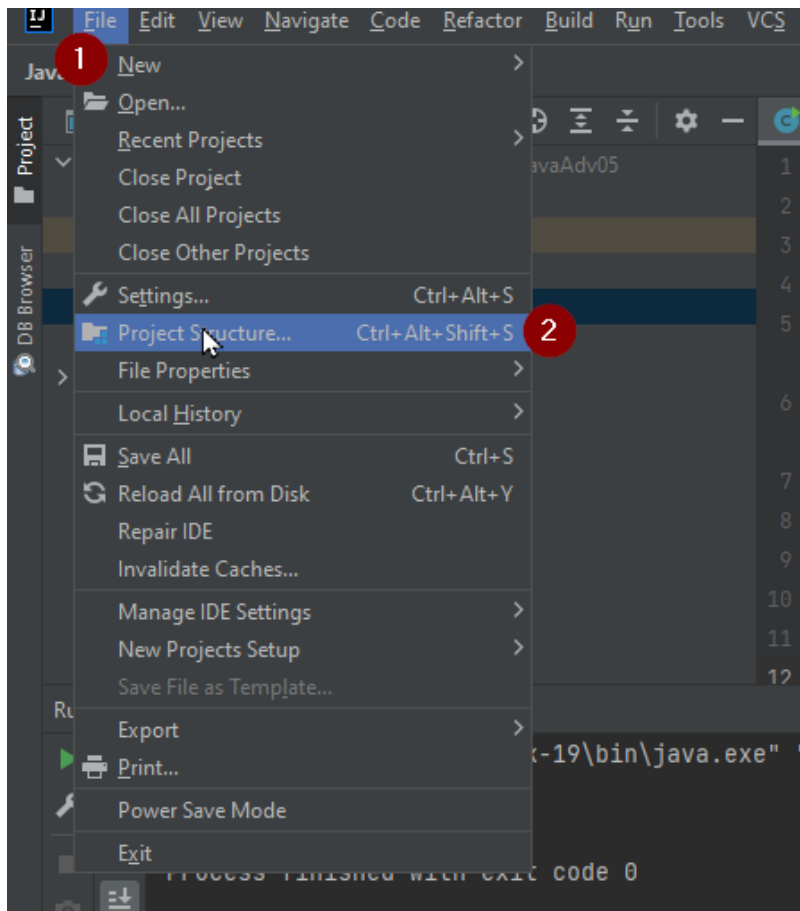 IJ File Edit View Navigate Code Refactor Build Run Tools VCS
1
New
Open...
Recent Projects
Close Project
Close All Projects
Close Other Projects
Settings... Ctrl+Alt+S
Project Structure... Ctrl+Alt+Shift+S 2
File Properties
Local History
Save All Ctrl+S
Reload All from Disk Ctrl+Alt+Y
Repair IDE
Invalidate Caches...
Manage IDE Settings
New Projects Setup
Save File as Template...
Export
Print...
Power Save Mode
Exit
Project
DB Browser
avaAdv05
C
1
2
3
4
5
6
7
8
9
10
11
12
-19\bin\java.exe" "
Process finished with exit code 0